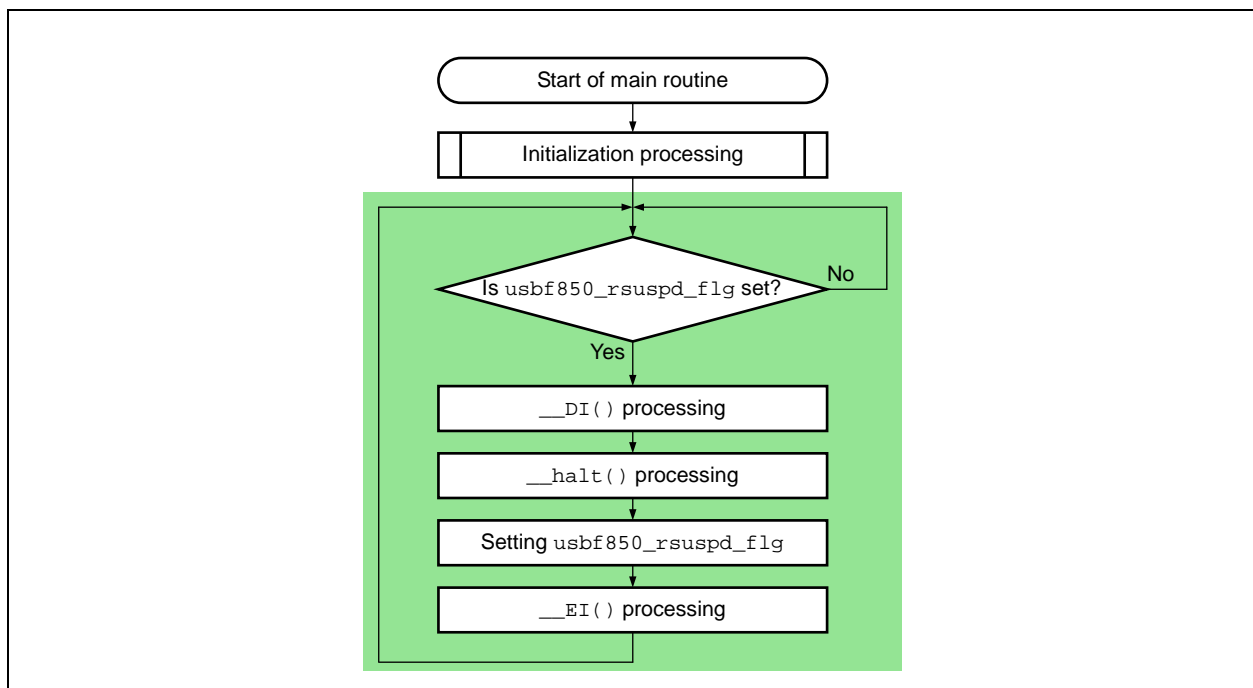 Start of main routine
Initialization processing
Is usbf850_rsuspd_flg set?
No
Yes
__DI() processing
__halt() processing
Setting usbf850_rsuspd_flg
__EI() processing